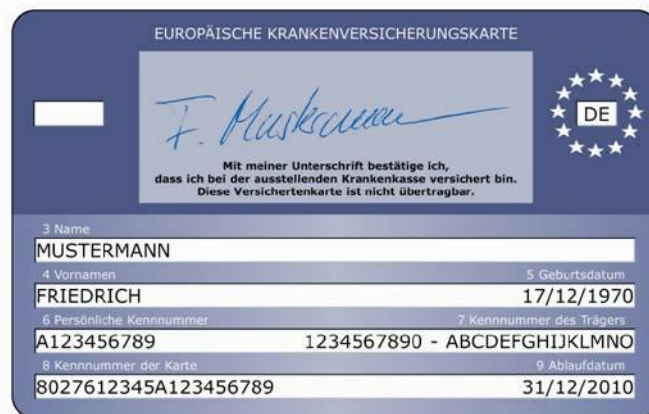 EUROPÄISCHE KRANKENVERSICHERUNGSKARTE
F. Mustermann
DE
Mit meiner Unterschrift bestätige ich,
dass ich bei der ausstellenden Krankenkasse versichert bin.
Diese Versichertenkarte ist nicht übertragbar.
3 Name
MUSTERMANN
4 Vornamen 5 Geburtsdatum
FRIEDRICH 17/12/1970
6 Persönliche Kennnummer 7 Kennnummer des Trägers
A123456789 1234567890 - ABCDEFGHIJKLMNO
8 Kennnummer der Karte 9 Ablaufdatum
8027612345A123456789 31/12/2010